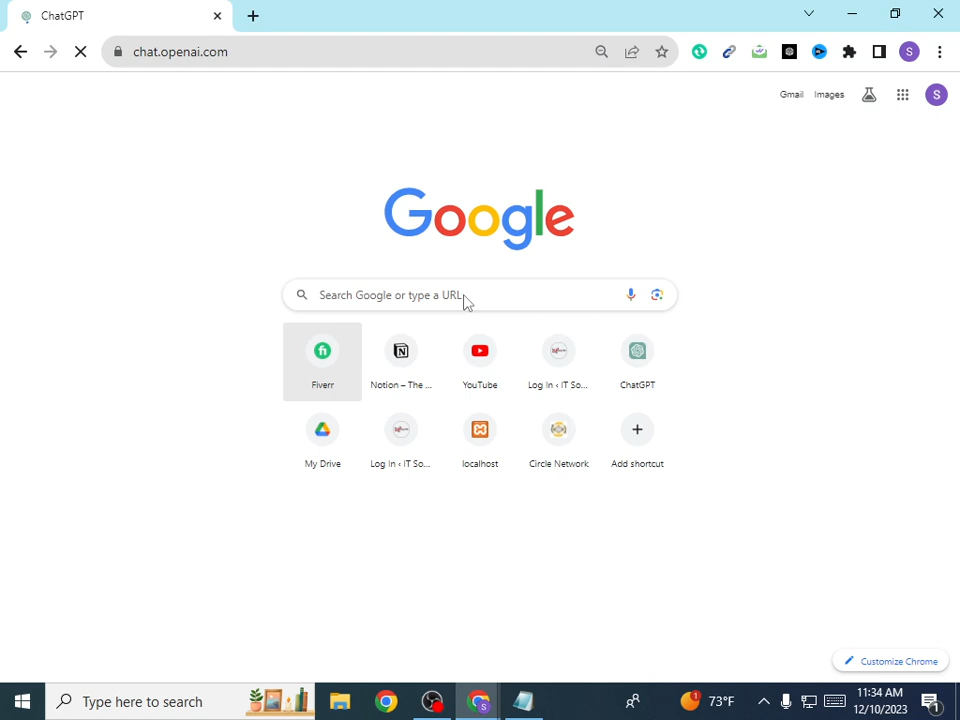 ChatGPT
chat.openai.com
S
Gmail
Images
S
Google
Search Google or type a URL
Fiverr
Notion – The ...
YouTube
Log In ‹ IT So...
ChatGPT
My Drive
Log In ‹ IT So...
localhost
Circle Network
Add shortcut
Customize Chrome
Type here to search
1
73°F
11:34 AM
12/10/2023
1